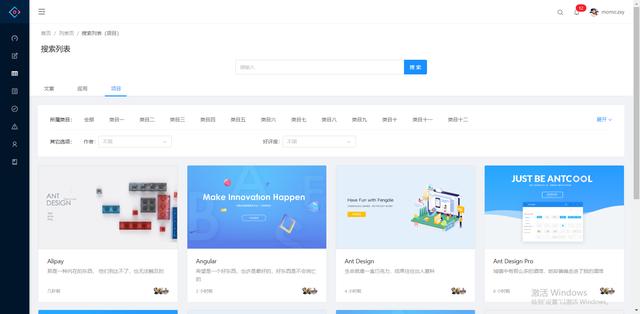 12
momo.zxy
首页 / 列表页 / 搜索列表（项目）
搜索列表
请输入
搜 索
文章 应用 项目
所属类目： 全部 类目一 类目二 类目三 类目四 类目五 类目六 类目七 类目八 类目九 类目十 类目十一 类目十二 展开
其它选项： 作者： 不限 好评度： 不限
ANT DESIGN
Make Innovation Happen
Have Fun with Fengdie
JUST BE ANTCOOL
Alipay
那是一种内在的东西， 他们到达不了，也无法触及的
几秒前
Angular
希望是一个好东西，也许是最好的，好东西是不会消亡的
2 小时前
Ant Design
生命就像一盒巧克力，结果往往出人意料
4 小时前
Ant Design Pro
城镇中有那么多的酒馆，她却偏偏走进了我的酒馆
6 小时前
激活 Windows
转到"设置"以激活 Windows。